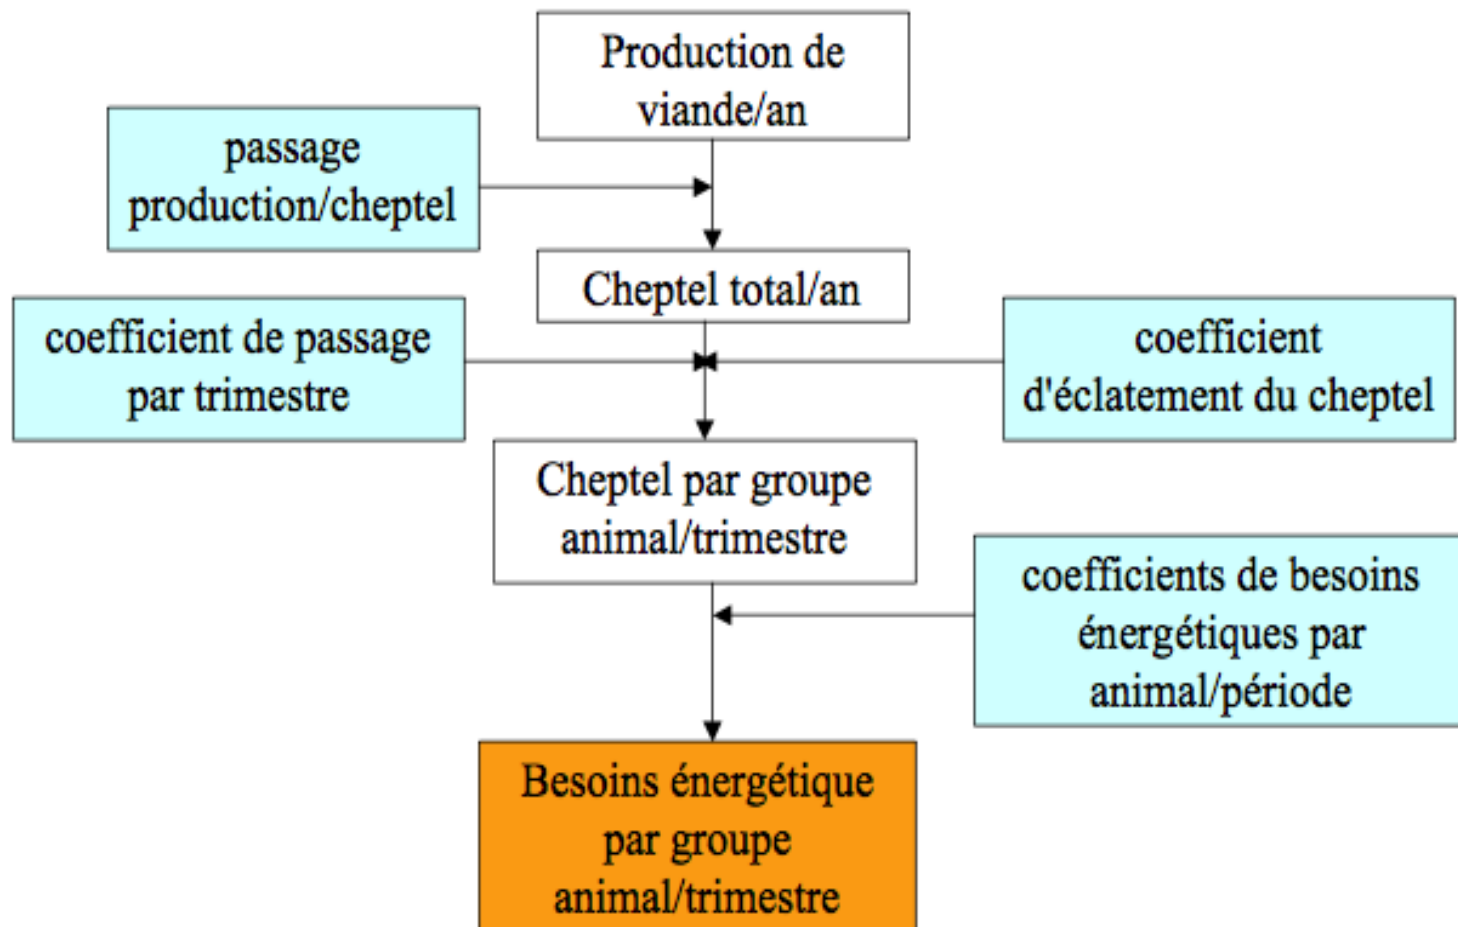 Production de
viande/an
passage
production/cheptel
Cheptel total/an
coefficient de passage
par trimestre
coefficient
d'éclatement du cheptel
Cheptel par groupe
animal/trimestre
coefficients de besoins
énergétiques par
animal/période
Besoins énergétique
par groupe
animal/trimestre